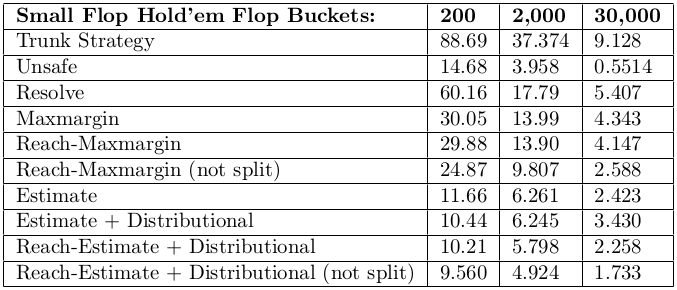 Small Flop Hold'em Flop Buckets: 200 2,000 30,000
Trunk Strategy 88.69 37.374 9.128
Unsafe 14.68 3.958 0.5514
Resolve 60.16 17.79 5.407
Maxmargin 30.05 13.99 4.343
Reach-Maxmargin 29.88 13.90 4.147
Reach-Maxmargin (not split) 24.87 9.807 2.588
Estimate 11.66 6.261 2.423
Estimate + Distributional 10.44 6.245 3.430
Reach-Estimate + Distributional 10.21 5.798 2.258
Reach-Estimate + Distributional (not split) 9.560 4.924 1.733